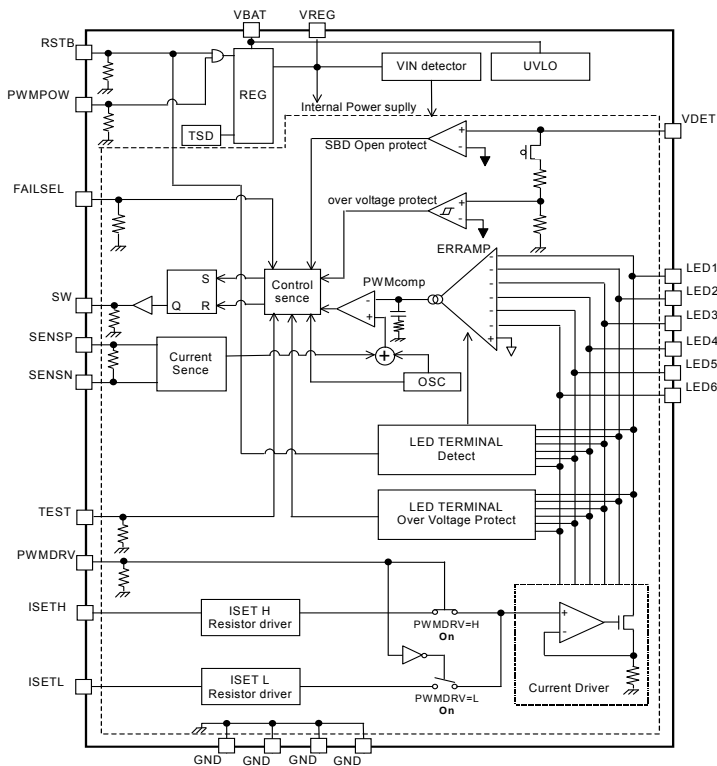 VBAT VREG
RSTB
PWMPOW
REG
TSD
VIN detector
UVLO
Internal Power suplly
VDET
SBD Open protect
+
-
FAILSEL
over voltage protect
+
-
ERRAMP
LED1
LED2
LED3
LED4
LED5
LED6
-
-
-
-
-
-
+
PWMcomp
-
+
S
Q R
Control
sence
SW
SENSP
SENSN
Current
Sence
+
OSC
LED TERMINAL
Detect
LED TERMINAL
Over Voltage Protect
TEST
PWMDRV
ISETH
ISET H
Resistor driver
PWMDRV=H
On
+
-
Current Driver
ISETL
ISET L
Resistor driver
PWMDRV=L
On
GND GND GND GND